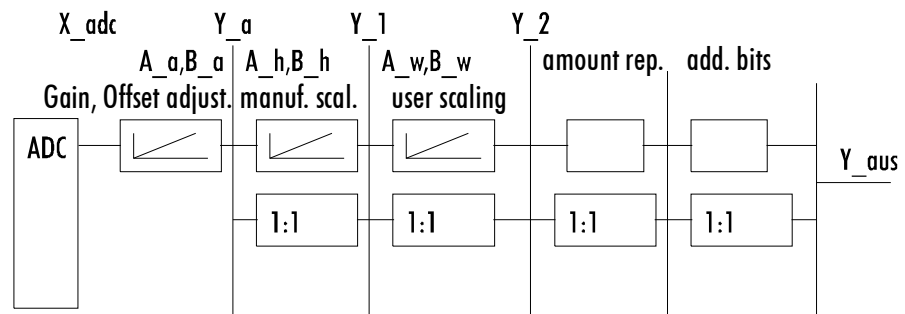 X_adc Y_a Y_1 Y_2
A_a,B_a A_h,B_h A_w,B_w amount rep. add. bits
Gain, Offset adjust. manuf. scal. user scaling
ADC
Y_aus
1:1 1:1 1:1 1:1